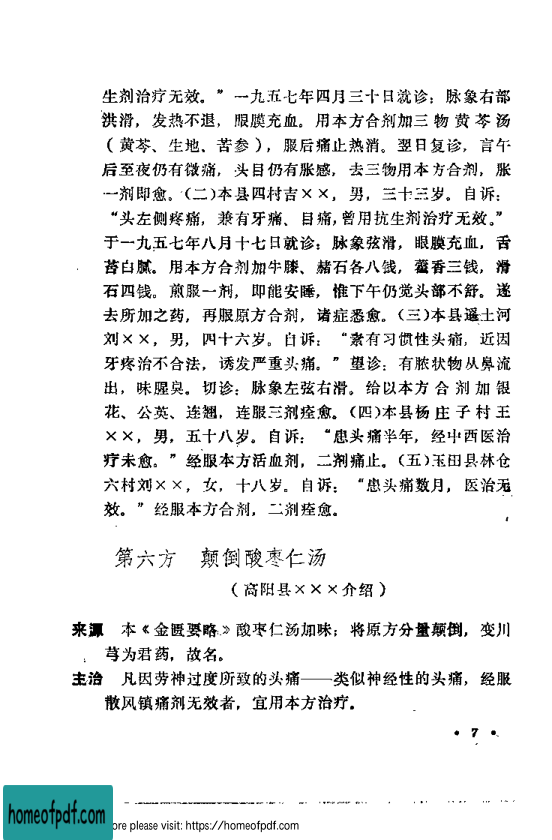 生剂治疗无效。”一九五七年四月三十日就诊：脉象右部
洪滑，发热不退，眼膜充血。用本方合剂加三物黄芩汤
（黄芩、生地、苦参），服后痛止热消。翌日复诊，言午
后至夜仍有微痛，头目仍有胀感，去三物用本方合剂，胀
一剂即愈。（二）本县四村吉××，男，三十三岁。自诉：
“头左侧疼痛，兼有牙痛、目痛，曾用抗生剂治疗无效。”
于一九五七年八月十七日就诊：脉象弦滑，眼膜充血，舌
苔白腻。用本方合剂加牛膝、赭石各八钱，藿香三钱，滑
石四钱。煎服一剂，即能安睡，惟下午仍觉头部不舒。遂
去所加之药，再服原方合剂，诸症悉愈。（三）本县还土河
刘××，男，四十六岁。自诉：“素有习惯性头痛，近因
牙疼治不合法，诱发严重头痛。”望诊：有脓状物从鼻流
出，味腥臭。切诊：脉象左弦右滑。给以本方合剂加银
花、公英、连翘，连服三剂痊愈。（四）本县杨庄子村王
××，男，五十八岁。自诉：“患头痛半年，经中西医治
疗未愈。”经服本方活血剂，二剂痛止。（五）玉田县林仓
六村刘××，女，十八岁。自诉：“患头痛数月，医治无
效。”经服本方合剂，二剂痊愈。
第六方 颠倒酸枣仁汤
（高阳县×××介绍）
来源 本《金匮要略》酸枣仁汤加味；将原方分量颠倒，变川
芎为君药，故名。
主治 凡因劳神过度所致的头痛——类似神经性的头痛，经服
散风镇痛剂无效者，宜用本方治疗。
·7·
homeofpdf.com
ore please visit: https://homeofpdf.com